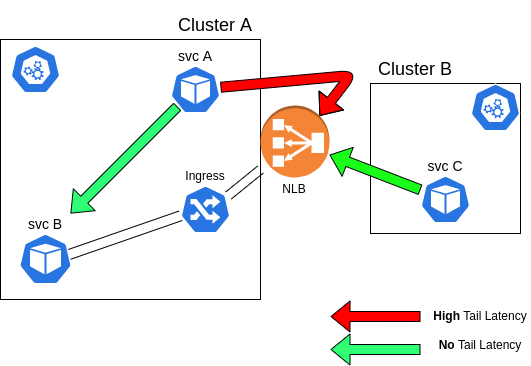 Cluster A
svc A
Cluster B
svc C
Ingress
NLB
svc B
High Tail Latency
No Tail Latency